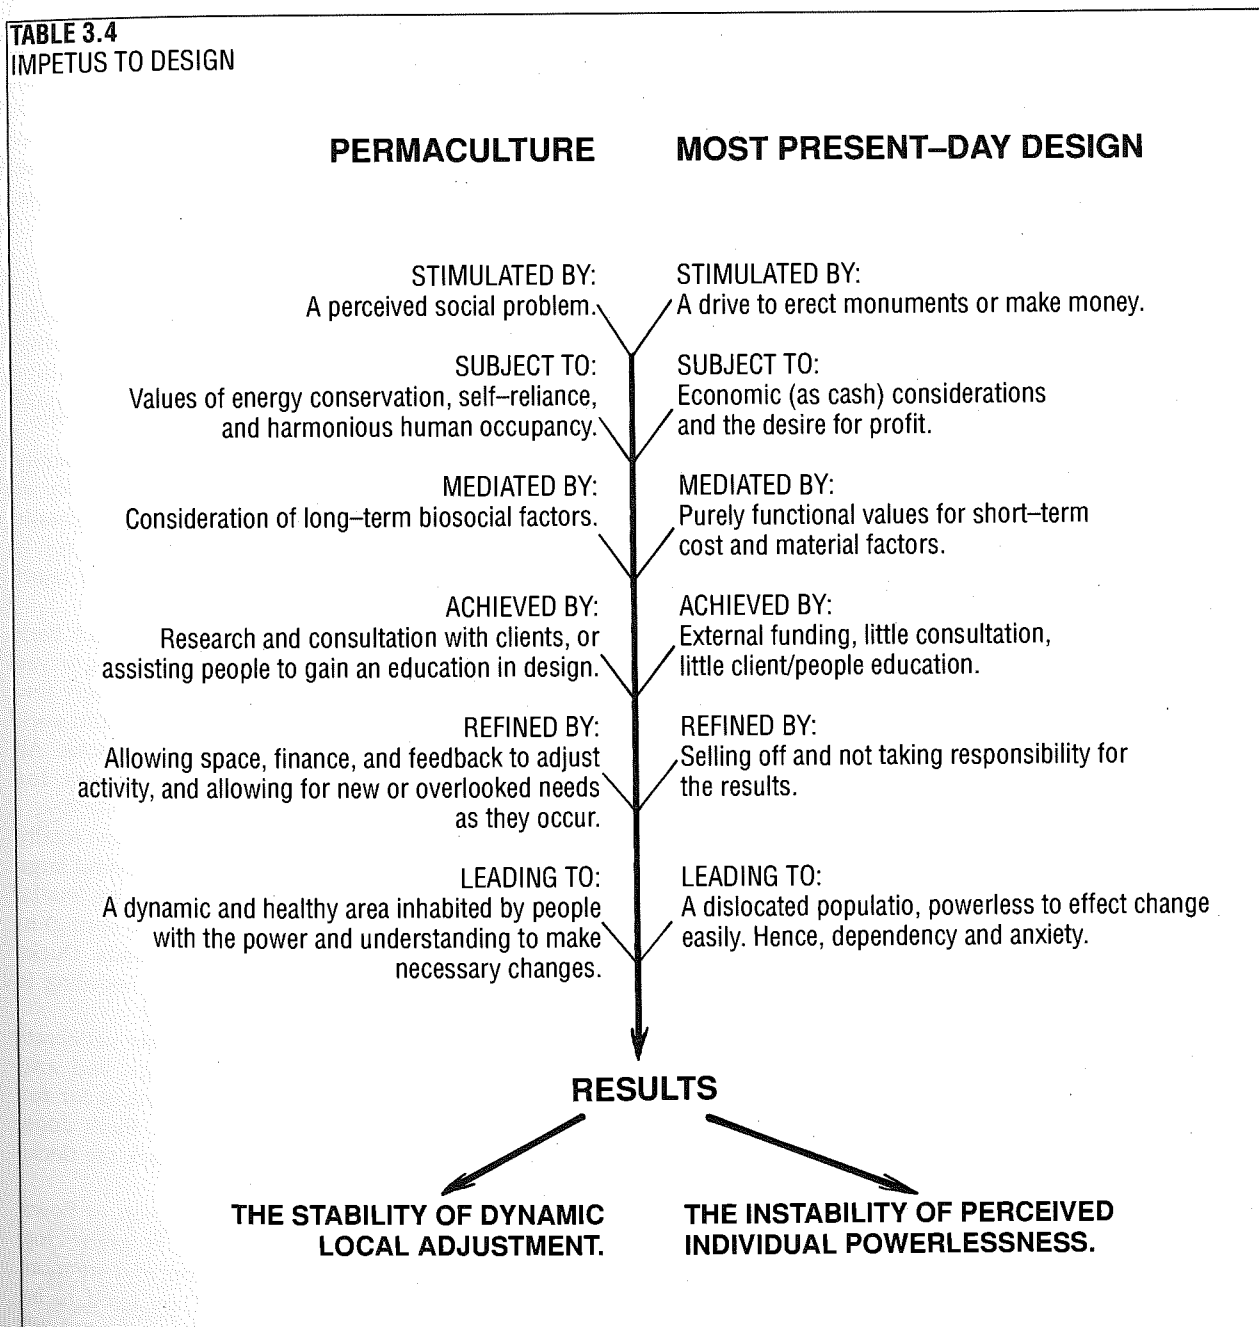 TABLE 3.4
IMPETUS TO DESIGN
PERMACULTURE
MOST PRESENT–DAY DESIGN
STIMULATED BY:
A perceived social problem.
STIMULATED BY:
A drive to erect monuments or make money.
SUBJECT TO:
Values of energy conservation, self–reliance,
and harmonious human occupancy.
SUBJECT TO:
Economic (as cash) considerations
and the desire for profit.
MEDIATED BY:
Consideration of long–term biosocial factors.
MEDIATED BY:
Purely functional values for short–term
cost and material factors.
ACHIEVED BY:
Research and consultation with clients, or
assisting people to gain an education in design.
ACHIEVED BY:
External funding, little consultation,
little client/people education.
REFINED BY:
Allowing space, finance, and feedback to adjust
activity, and allowing for new or overlooked needs
as they occur.
REFINED BY:
Selling off and not taking responsibility for
the results.
LEADING TO:
A dynamic and healthy area inhabited by people
with the power and understanding to make
necessary changes.
LEADING TO:
A dislocated populatio, powerless to effect change
easily. Hence, dependency and anxiety.
RESULTS
THE STABILITY OF DYNAMIC
LOCAL ADJUSTMENT.
THE INSTABILITY OF PERCEIVED
INDIVIDUAL POWERLESSNESS.